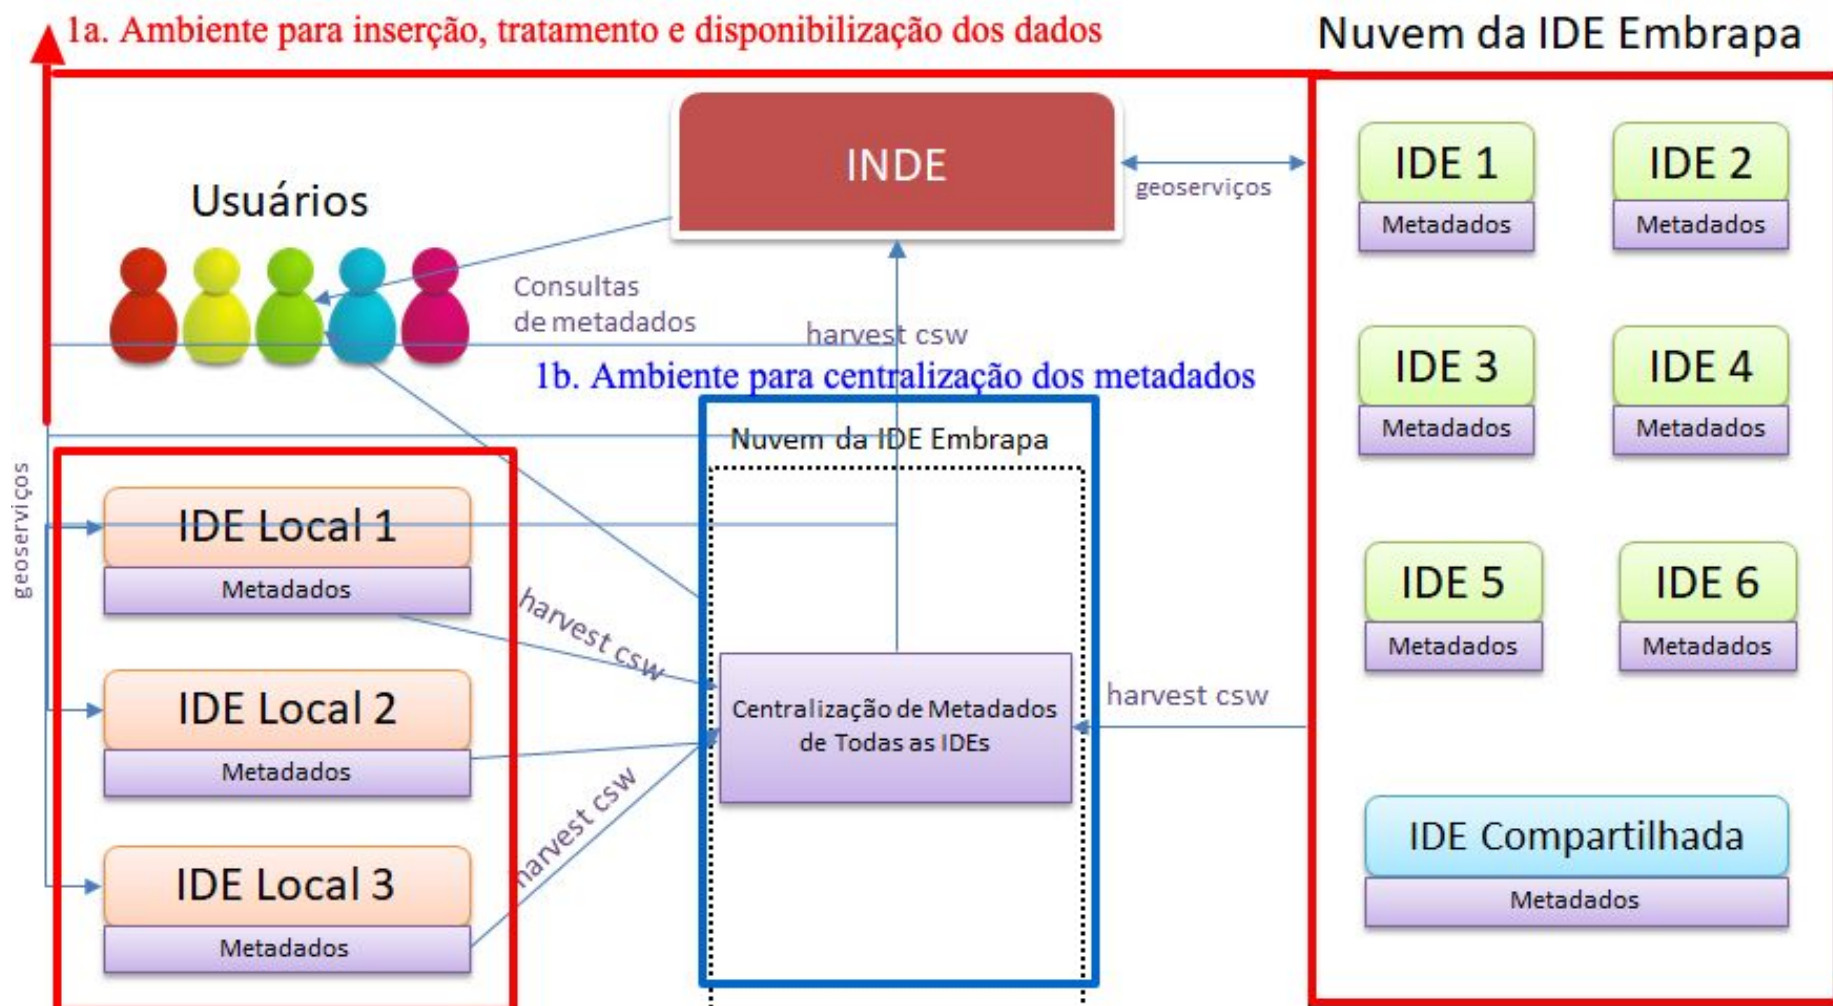 1a. Ambiente para inserção, tratamento e disponibilização dos dados
Nuvem da IDE Embrapa
INDE
geoserviços
Usuários
Consultas
de metadados
harvest csw
1b. Ambiente para centralização dos metadados
Nuvem da IDE Embrapa
geoserviços
IDE Local 1
Metadados
harvest csw
IDE Local 2
Metadados
harvest csw
IDE Local 3
Metadados
Centralização de Metadados
de Todas as IDEs
harvest csw
IDE 1
Metadados
IDE 2
Metadados
IDE 3
Metadados
IDE 4
Metadados
IDE 5
Metadados
IDE 6
Metadados
IDE Compartilhada
Metadados